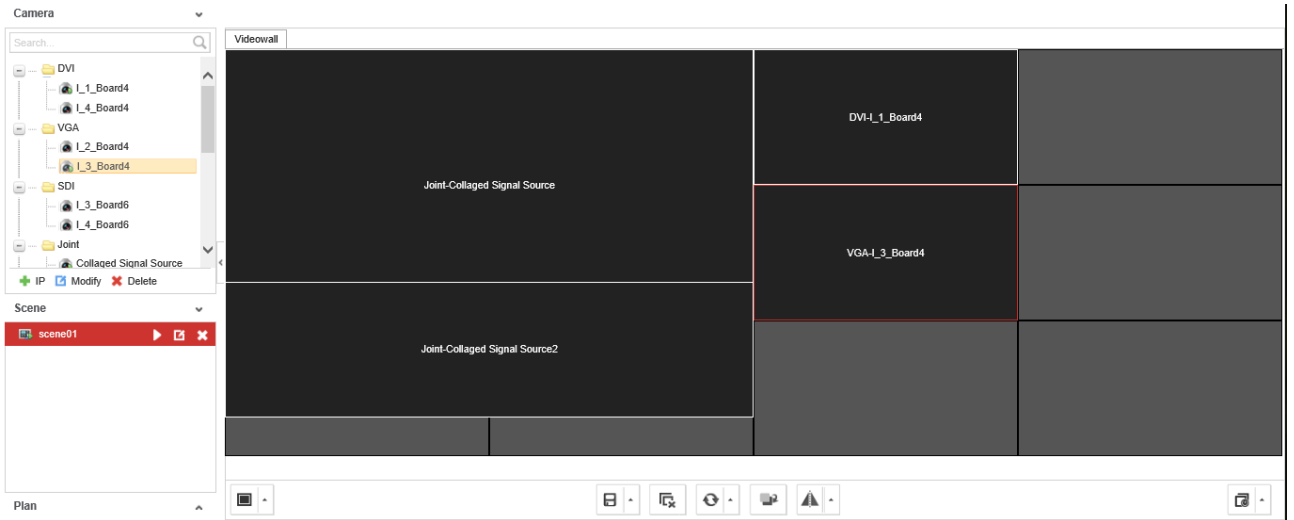 Camera
Search...
DVI
I_1_Board4
I_4_Board4
VGA
I_2_Board4
I_3_Board4
SDI
I_3_Board6
I_4_Board6
Joint
Collaged Signal Source
IP Modify Delete
Scene
scene01
Plan
Videowall
Joint-Collaged Signal Source
DVI-I_1_Board4
VGA-I_3_Board4
Joint-Collaged Signal Source2